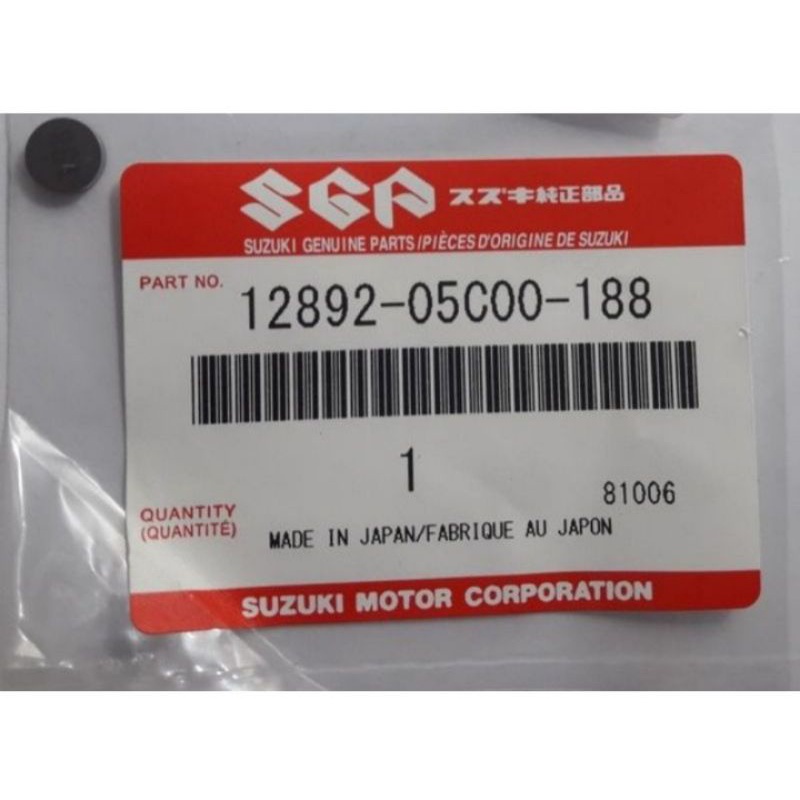 SGP スズキ純正部品
SUZUKI GENUINE PARTS/PIÈCES D'ORIGINE DE SUZUKI
PART NO. 12892-05C00-188
1
81006
QUANTITY
(QUANTITÉ)
MADE IN JAPAN/FABRIQUE AU JAPON
SUZUKI MOTOR CORPORATION